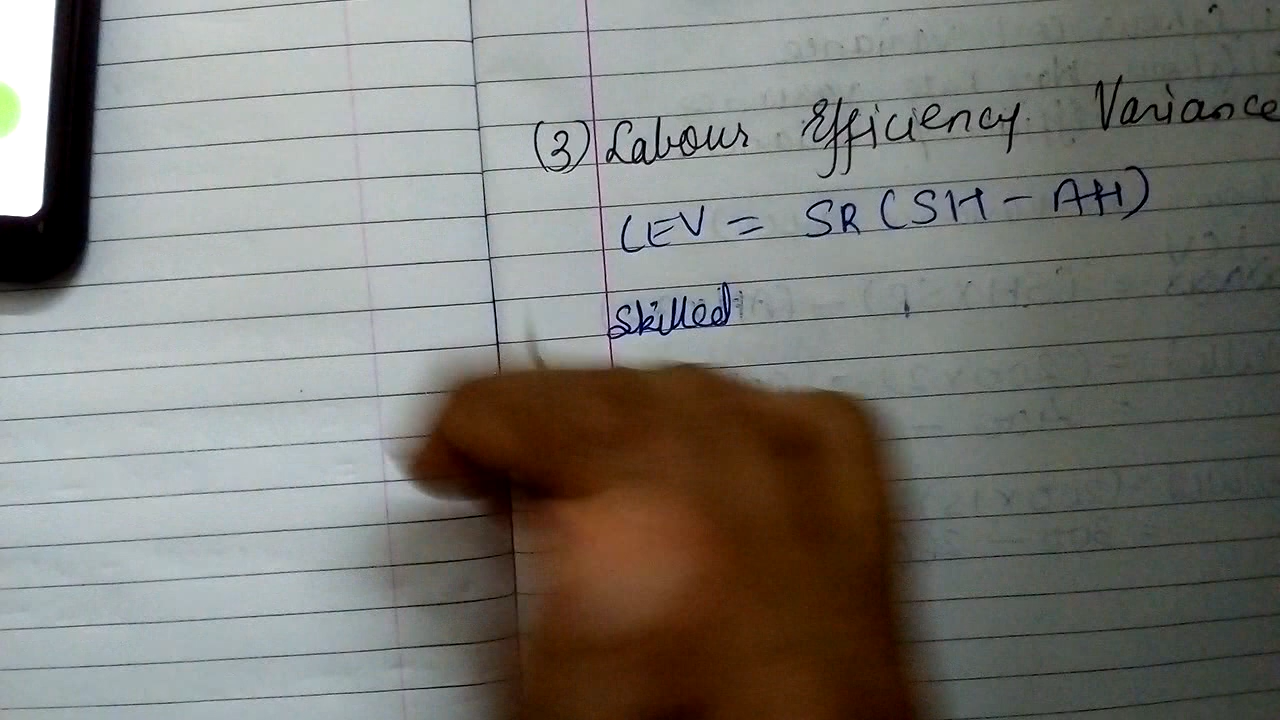 (3) Labour Efficiency Variance
LEV = SR (SH - AH)
Skilled